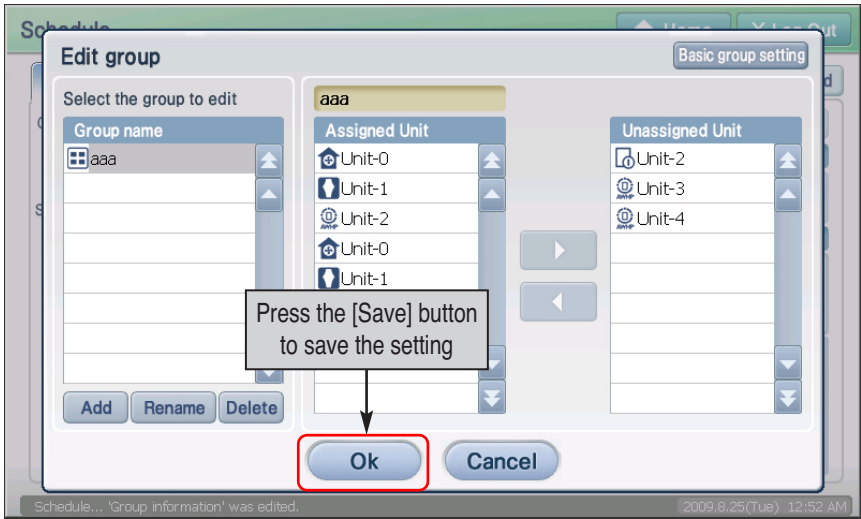 Schedule
Home
X Log Out
Edit group
Basic group setting
Select the group to edit
aaa
Group name
Assigned Unit
Unassigned Unit
aaa
Unit-0
Unit-2
Unit-1
Unit-3
Unit-2
Unit-4
Unit-0
Unit-1
Press the [Save] button
to save the setting
Add
Rename
Delete
Ok
Cancel
Schedule... 'Group information' was edited.
2009.8.25(Tue) 12:52 AM